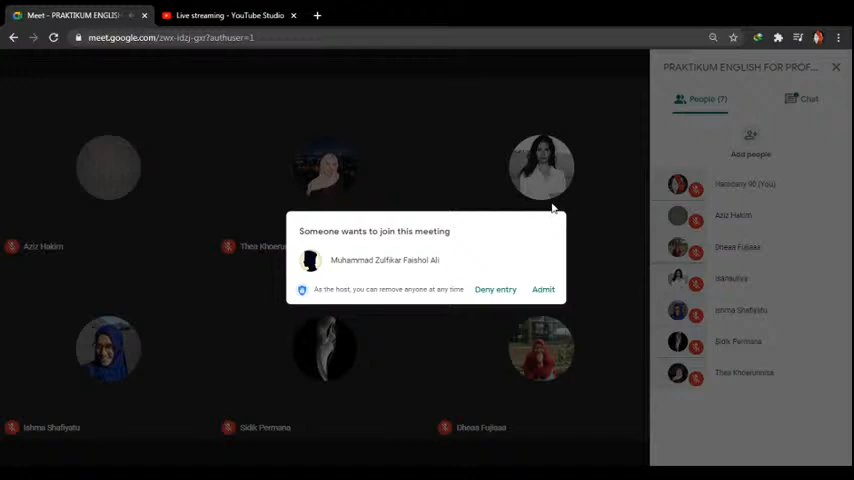 Meet - PRAKTIKUM ENGLISH
Live streaming - YouTube Studio
meet.google.com/zwx-idzj-gxr?authuser=1
PRAKTIKUM ENGLISH FOR PROF...
People (7)
Chat
Add people
Hamdany 90 (You)
Aziz Hakim
Dheaa Fujiaaa
Ishma Shafiyatu
Sidik Permana
Thea Khoerunnisa
Someone wants to join this meeting
Muhammad Zulfikar Faishol Ali
As the host, you can remove anyone at any time
Deny entry
Admit
Aziz Hakim
Thea Khoeru
Ishma Shafiyatu
Sidik Permana
Dheaa Fujiaaa